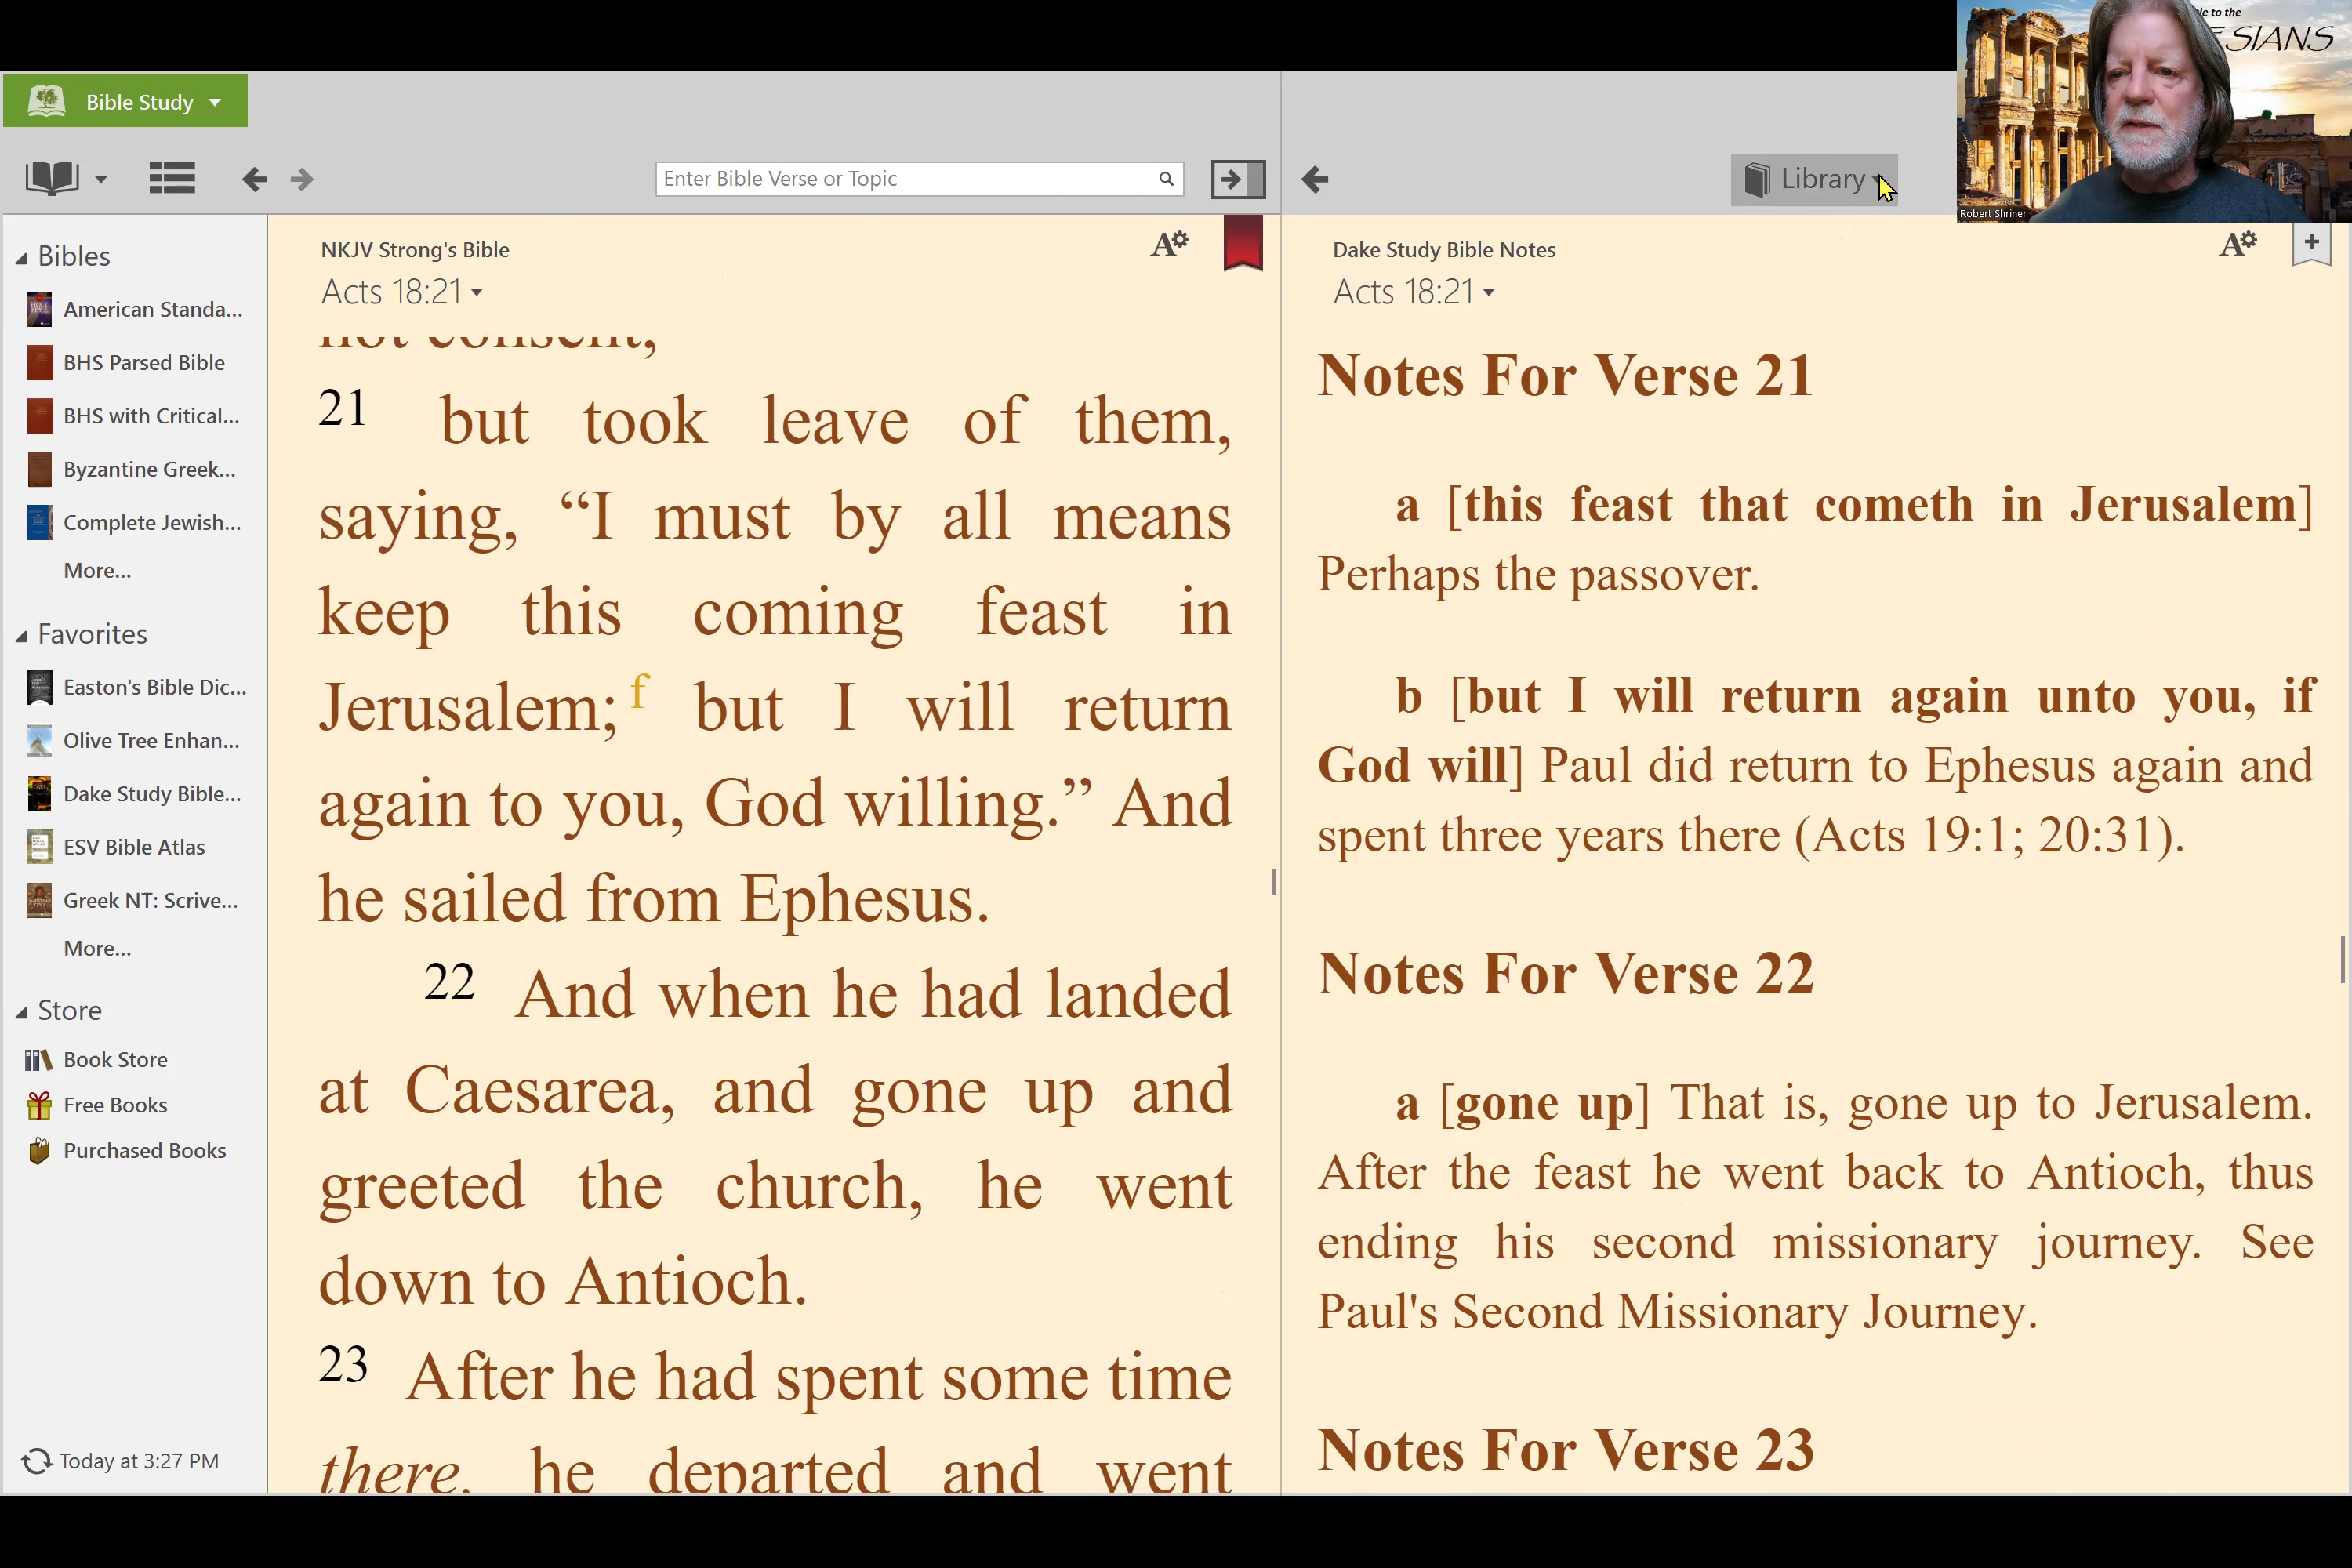 le to the
ESIANS
Robert Shriner
Bible Study
Enter Bible Verse or Topic
Library
Bibles
American Standa...
BHS Parsed Bible
BHS with Critical...
Byzantine Greek...
Complete Jewish...
More...
Favorites
Easton's Bible Dic...
Olive Tree Enhan...
Dake Study Bible...
ESV Bible Atlas
Greek NT: Scrive...
More...
Store
Book Store
Free Books
Purchased Books
Today at 3:27 PM
NKJV Strong's Bible
Acts 18:21
not consent,
21 but took leave of them,
saying, “I must by all means
keep this coming feast in
Jerusalem; f but I will return
again to you, God willing.” And
he sailed from Ephesus.
22 And when he had landed
at Caesarea, and gone up and
greeted the church, he went
down to Antioch.
23 After he had spent some time
there, he departed and went
Dake Study Bible Notes
Acts 18:21
Notes For Verse 21
a [this feast that cometh in Jerusalem]
Perhaps the passover.
b [but I will return again unto you, if
God will] Paul did return to Ephesus again and
spent three years there (Acts 19:1; 20:31).
Notes For Verse 22
a [gone up] That is, gone up to Jerusalem.
After the feast he went back to Antioch, thus
ending his second missionary journey. See
Paul's Second Missionary Journey.
Notes For Verse 23